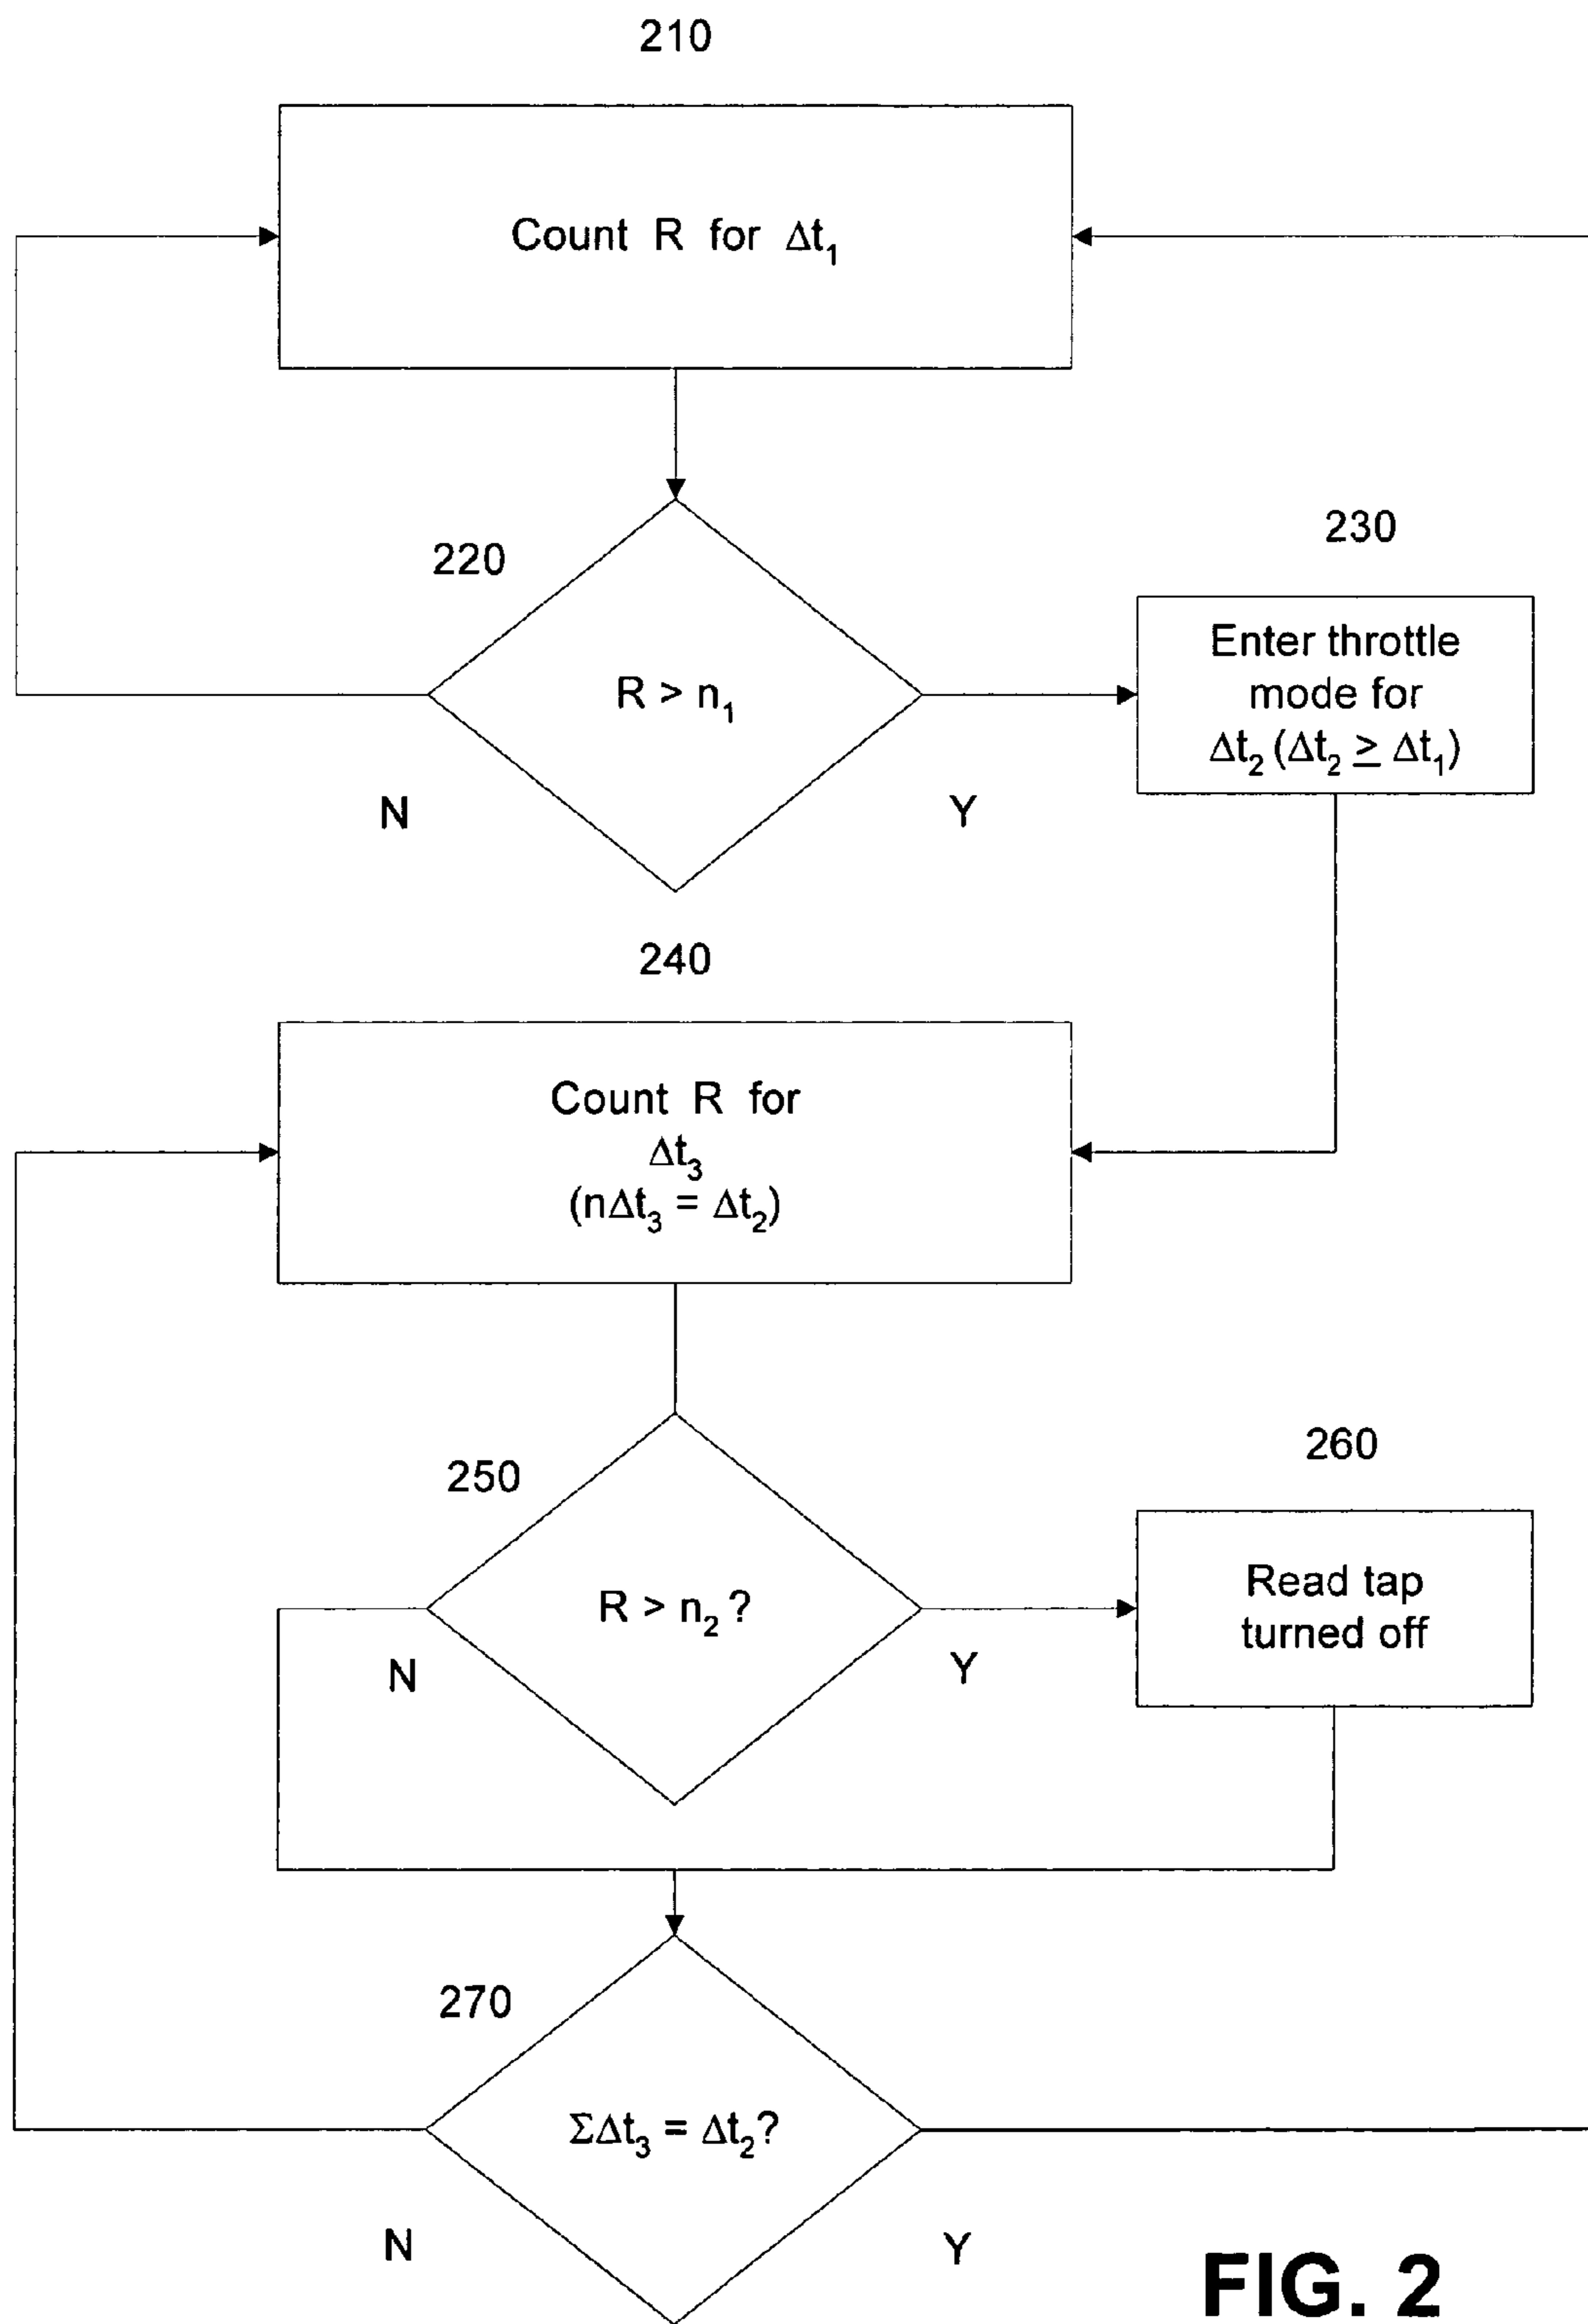 210
Count R for Δt₁
220
R > n₁
N
Y
230
Enter throttle
mode for
Δt₂ (Δt₂ ≥ Δt₁)
240
Count R for
Δt₃
(nΔt₃ = Δt₂)
250
R > n₂ ?
N
Y
260
Read tap
turned off
270
ΣΔt₃ = Δt₂?
N
Y
FIG. 2